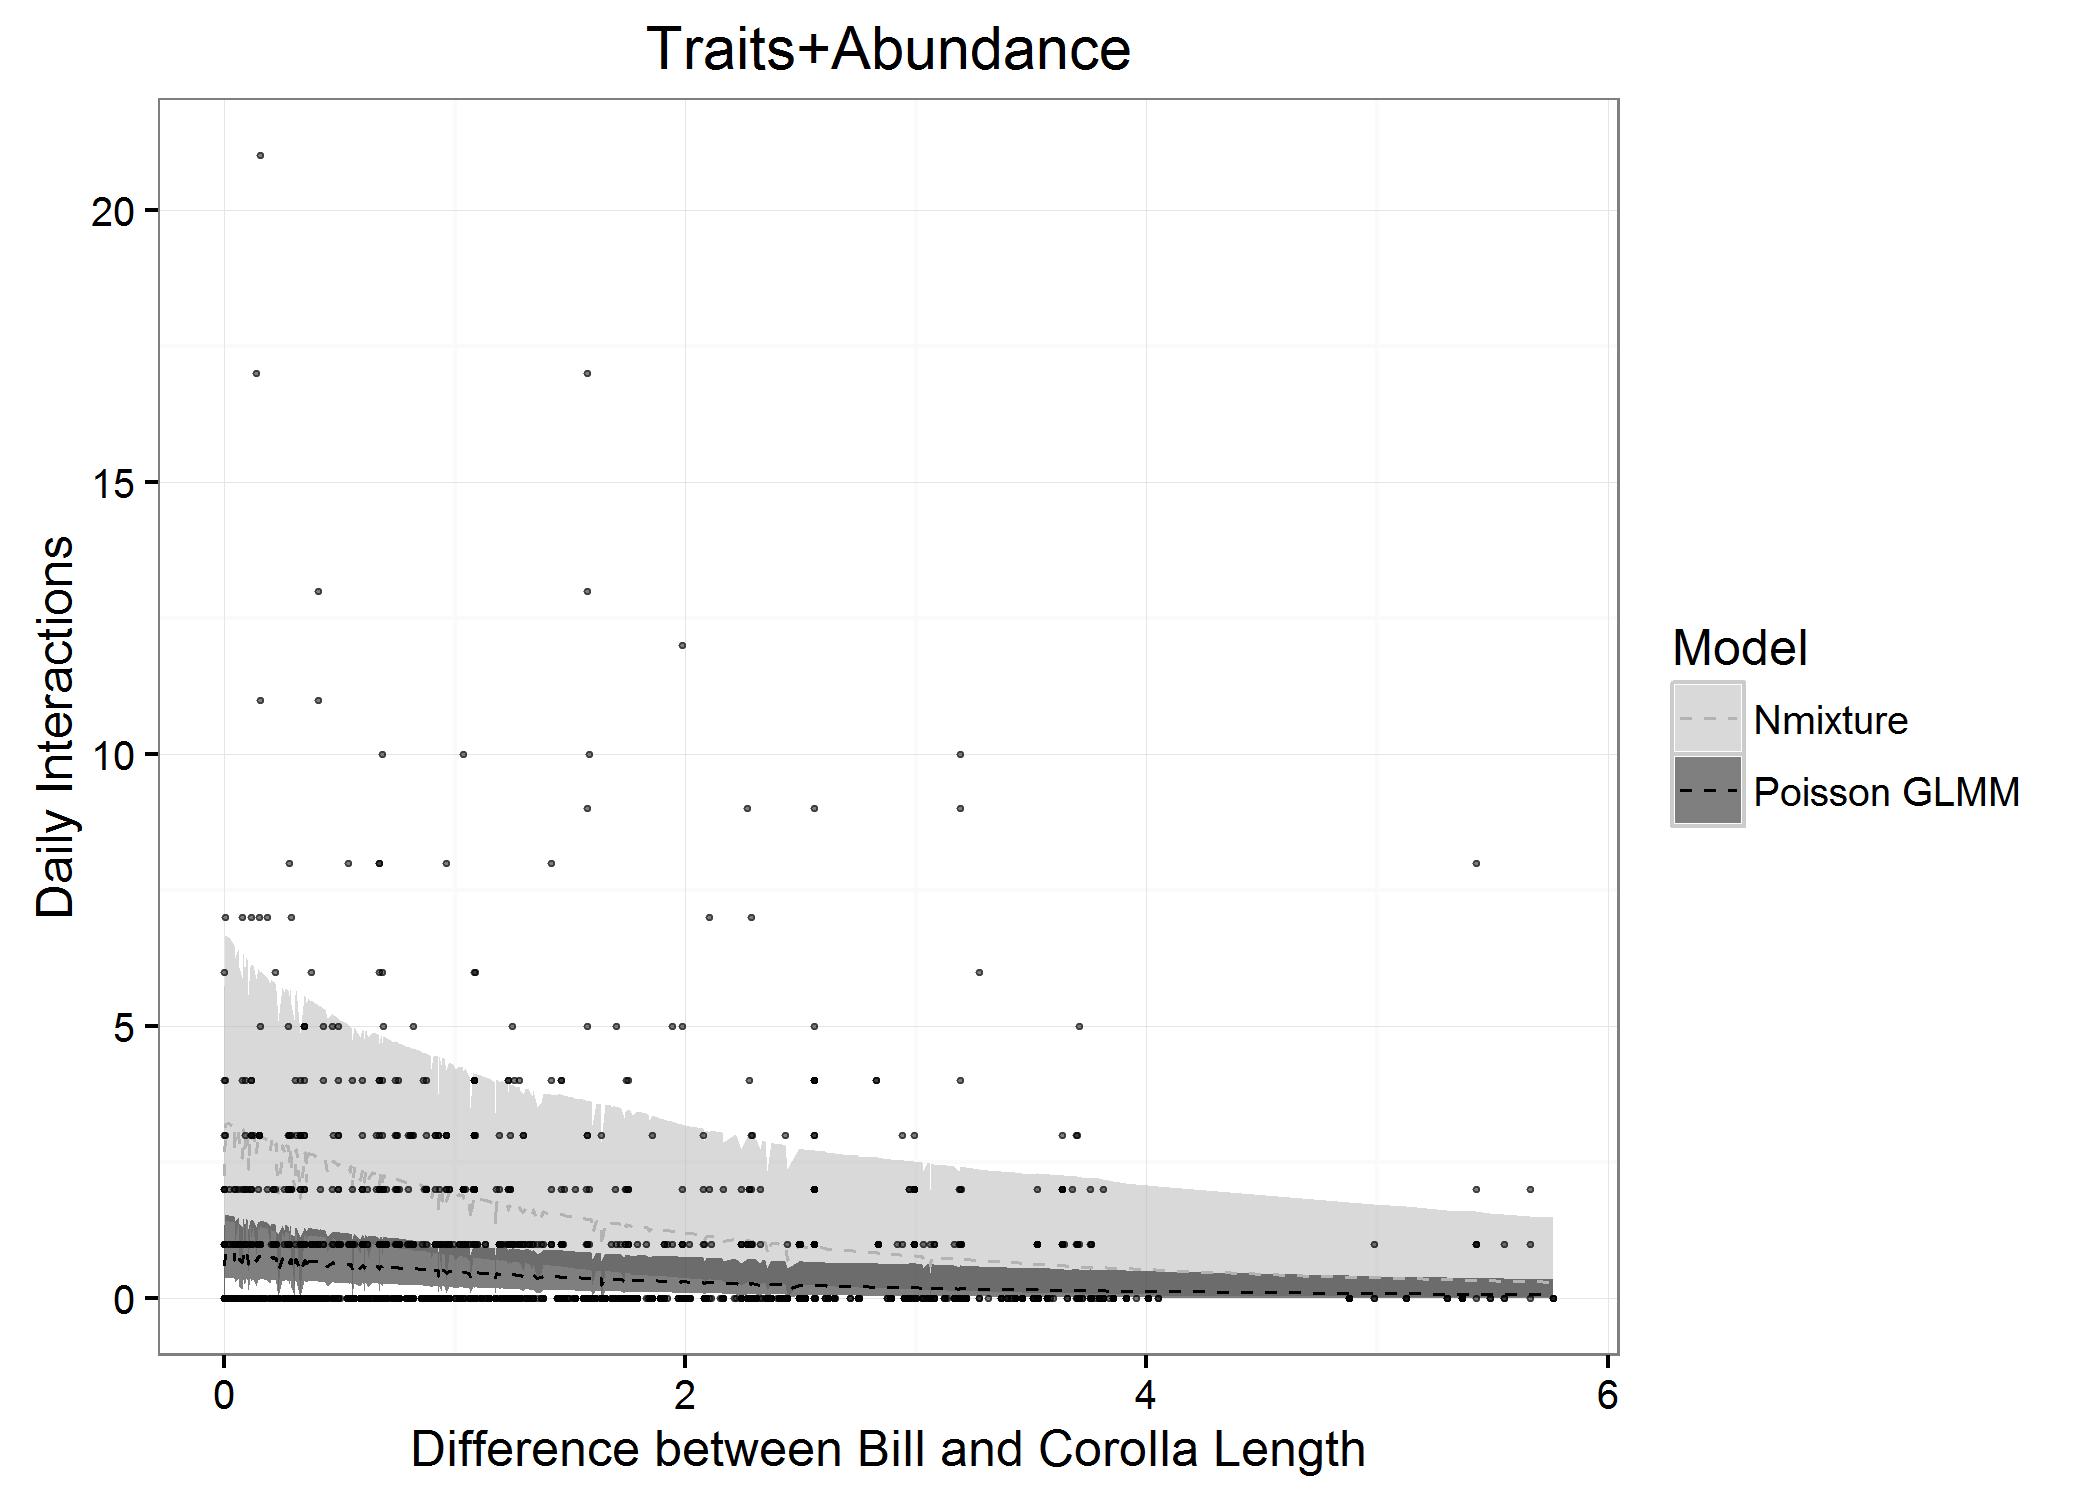 Traits+Abundance
20
15
10
5
0
Daily Interactions
0 2 4 6
Difference between Bill and Corolla Length
Model
Nmixture
Poisson GLMM